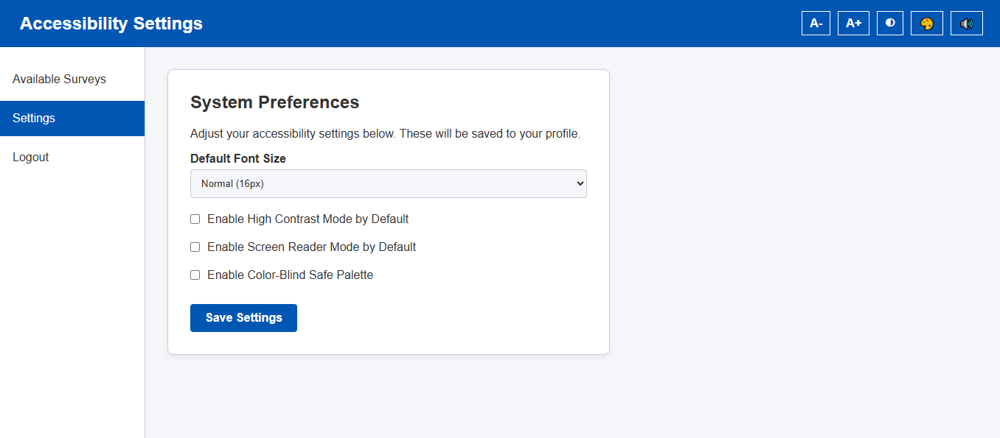 Accessibility Settings
A-
A+
Available Surveys
Settings
Logout
System Preferences
Adjust your accessibility settings below. These will be saved to your profile.
Default Font Size
Normal (16px)
Enable High Contrast Mode by Default
Enable Screen Reader Mode by Default
Enable Color-Blind Safe Palette
Save Settings